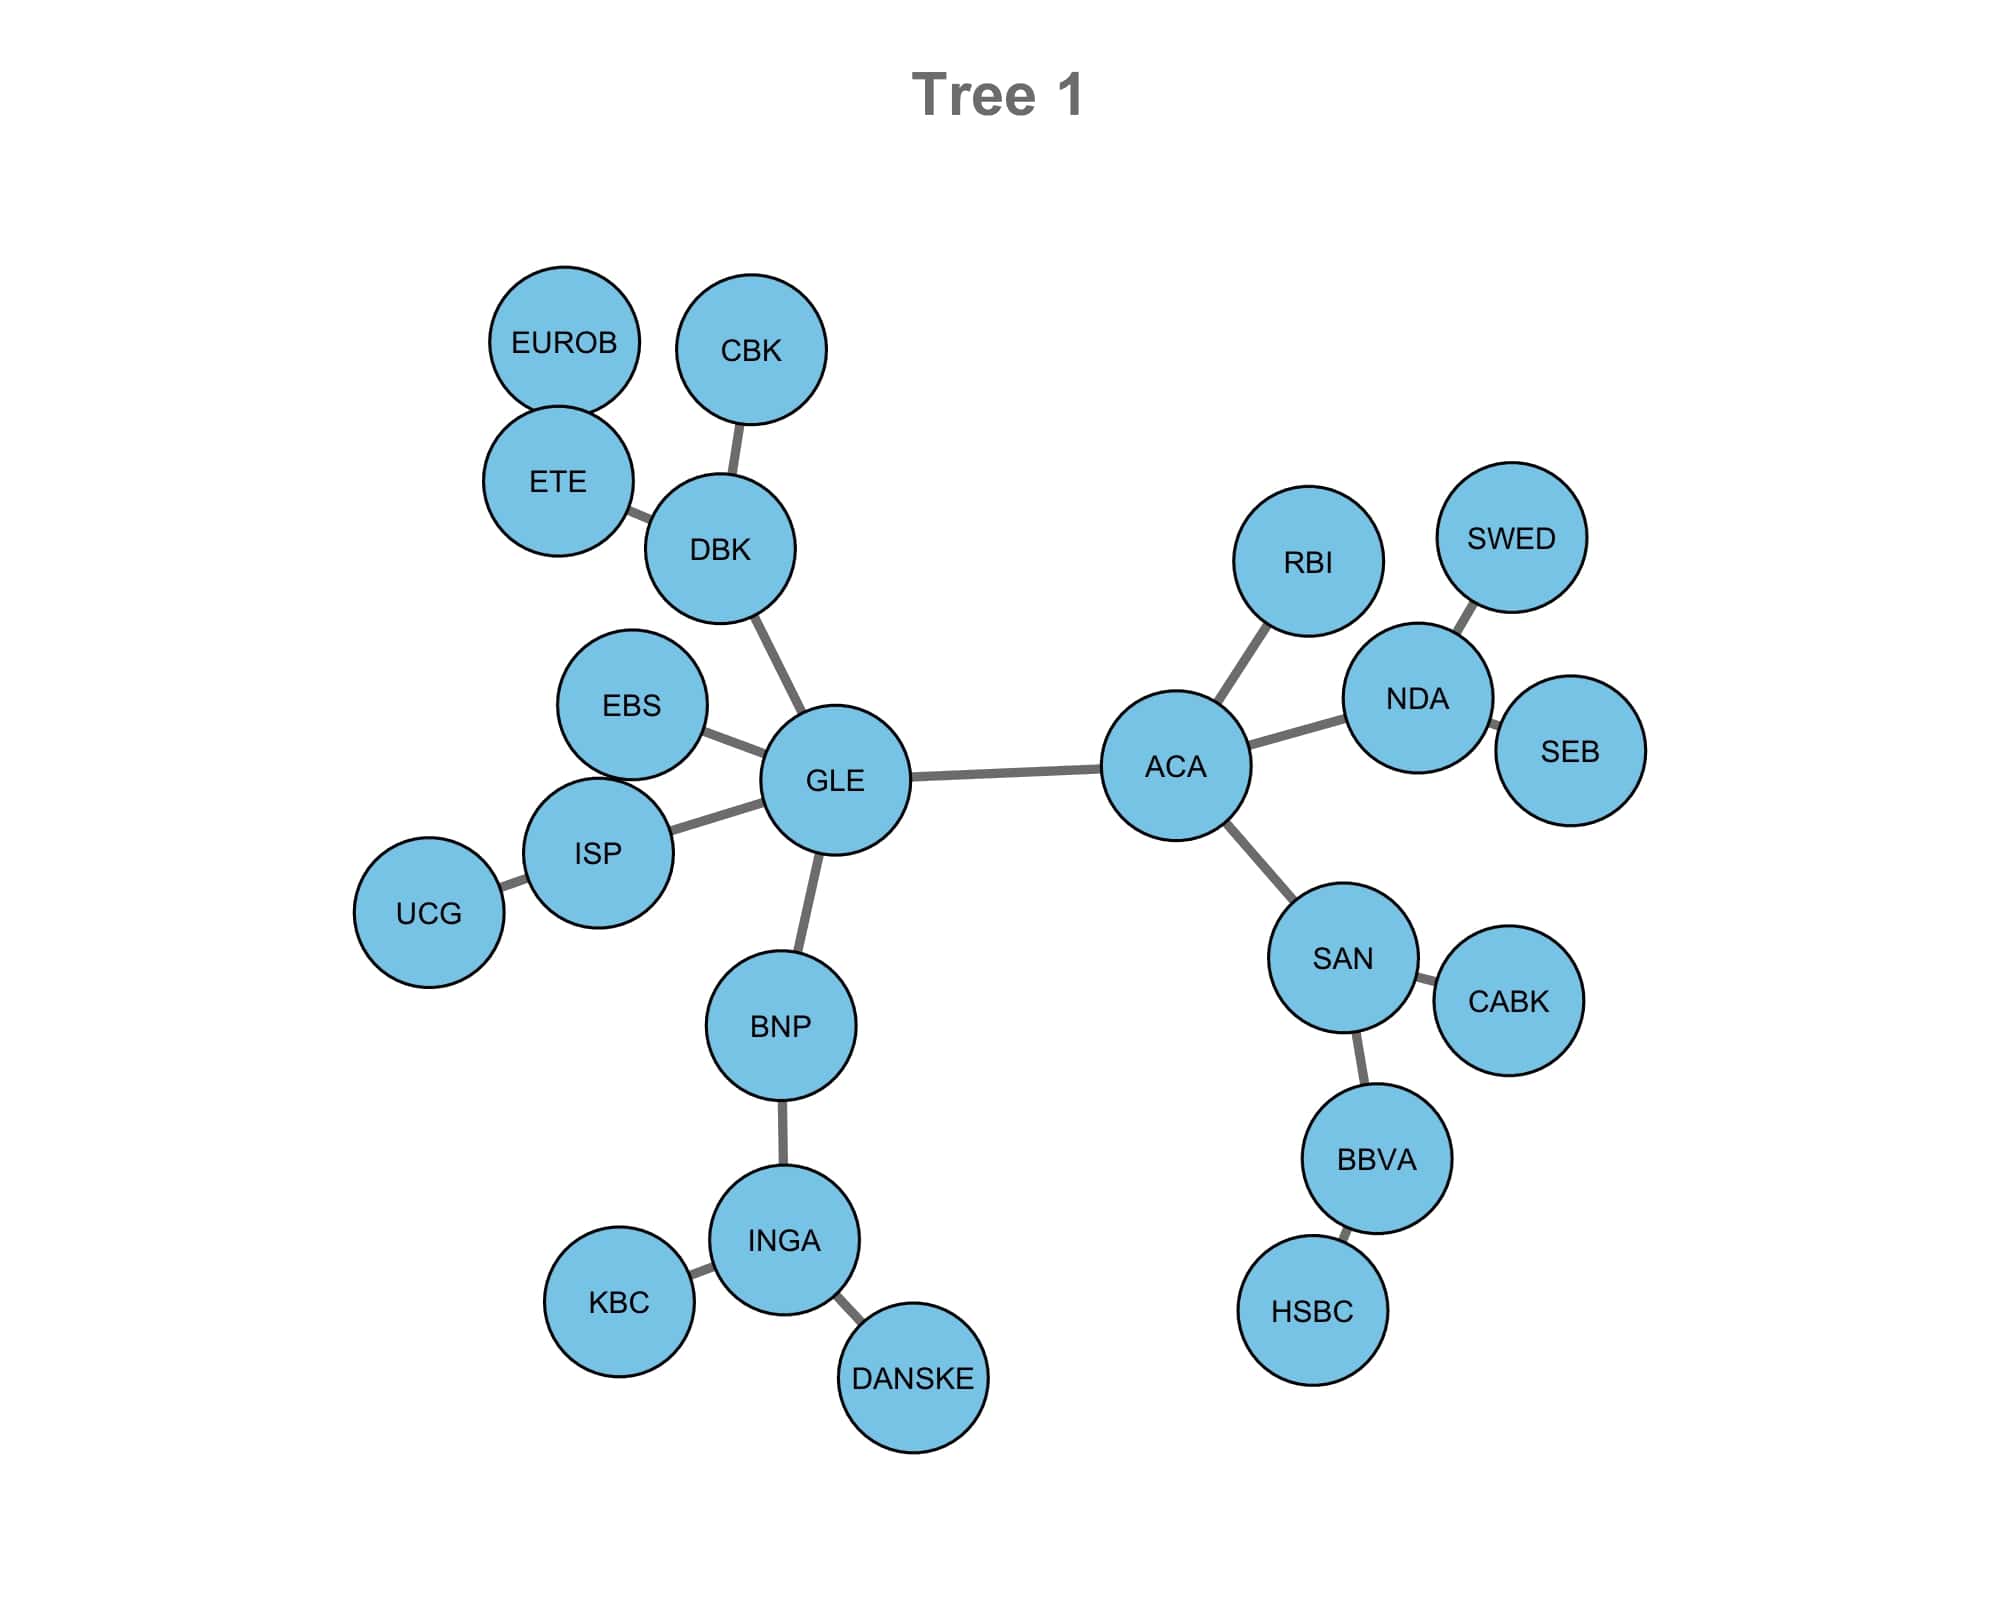 Tree 1
EUROB
CBK
ETE
DBK
SWED
RBI
EBS
NDA
SEB
GLE
ACA
ISP
UCG
SAN
CABK
BNP
BBVA
INGA
KBC
HSBC
DANSKE